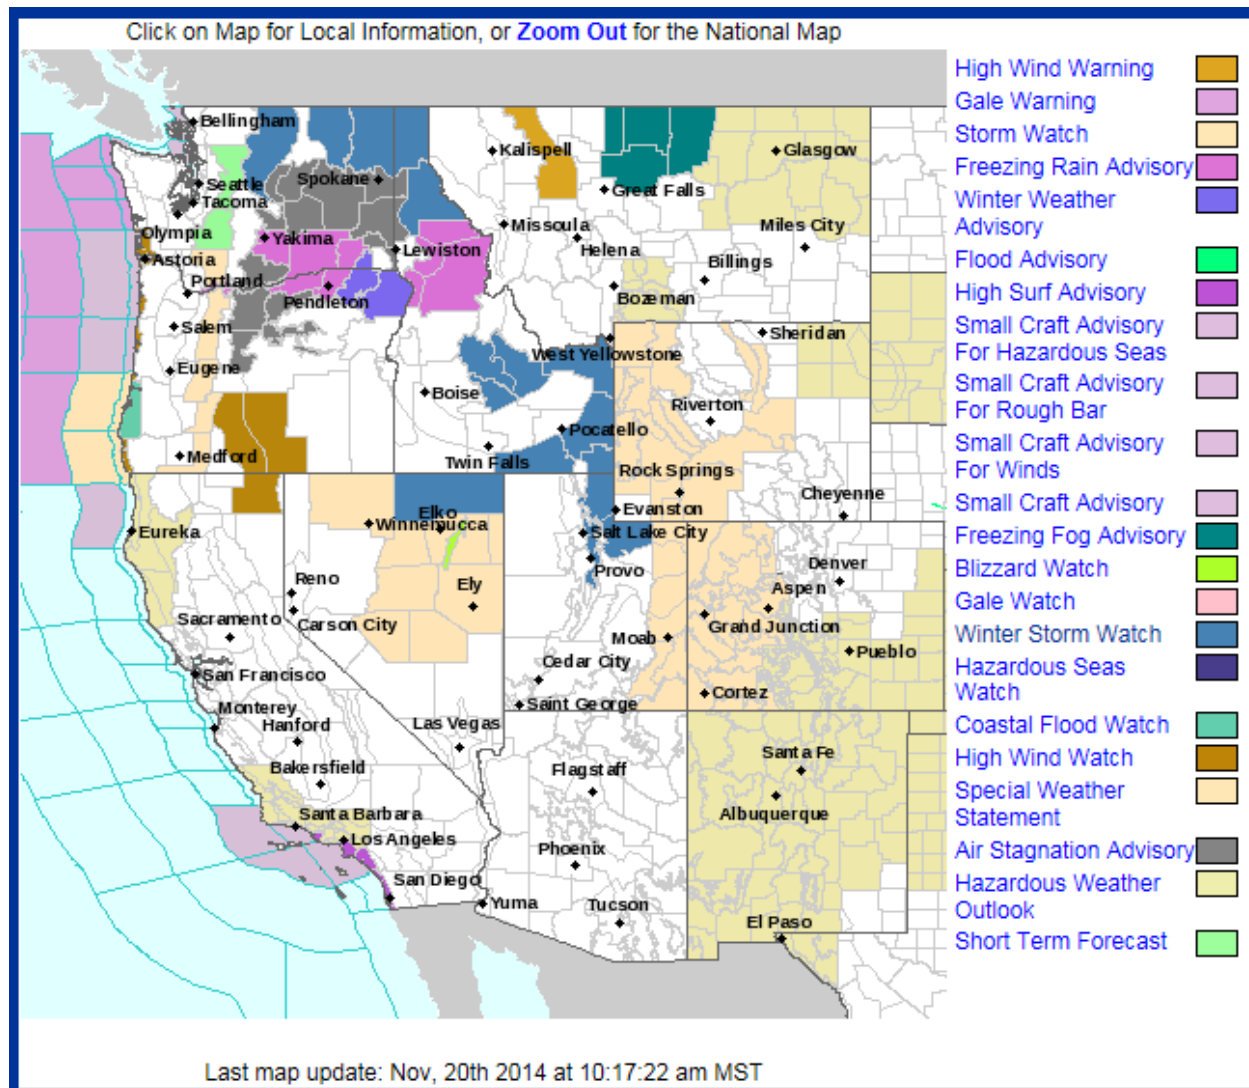 Click on Map for Local Information, or Zoom Out for the National Map
High Wind Warning
Gale Warning
Storm Watch
Freezing Rain Advisory
Winter Weather
Advisory
Flood Advisory
High Surf Advisory
Small Craft Advisory
For Hazardous Seas
Small Craft Advisory
For Rough Bar
Small Craft Advisory
For Winds
Small Craft Advisory
Freezing Fog Advisory
Blizzard Watch
Gale Watch
Winter Storm Watch
Hazardous Seas
Watch
Coastal Flood Watch
High Wind Watch
Special Weather
Statement
Air Stagnation Advisory
Hazardous Weather
Outlook
Short Term Forecast
Bellingham
Kalispell
Glasgow
Spokane
Seattle
Great Falls
Tacoma
Olympia
Missoula
Miles City
Yakima
Lewiston
Helena
Astoria
Billings
Portland
Pendleton
Bozeman
Salem
Sheridan
West Yellowstone
Eugene
Boise
Riverton
Pocatello
Medford
Twin Falls
Rock Springs
Cheyenne
Elko
Evanston
Winnemucca
Eureka
Salt Lake City
Provo
Denver
Reno
Ely
Aspen
Sacramento
Carson City
Grand Junction
Moab
Pueblo
Cedar City
San Francisco
Cortez
Saint George
Monterey
Hanford
Las Vegas
Santa Fe
Bakersfield
Flagstaff
Albuquerque
Santa Barbara
Los Angeles
Phoenix
San Diego
Yuma
Tucson
El Paso
Last map update: Nov, 20th 2014 at 10:17:22 am MST